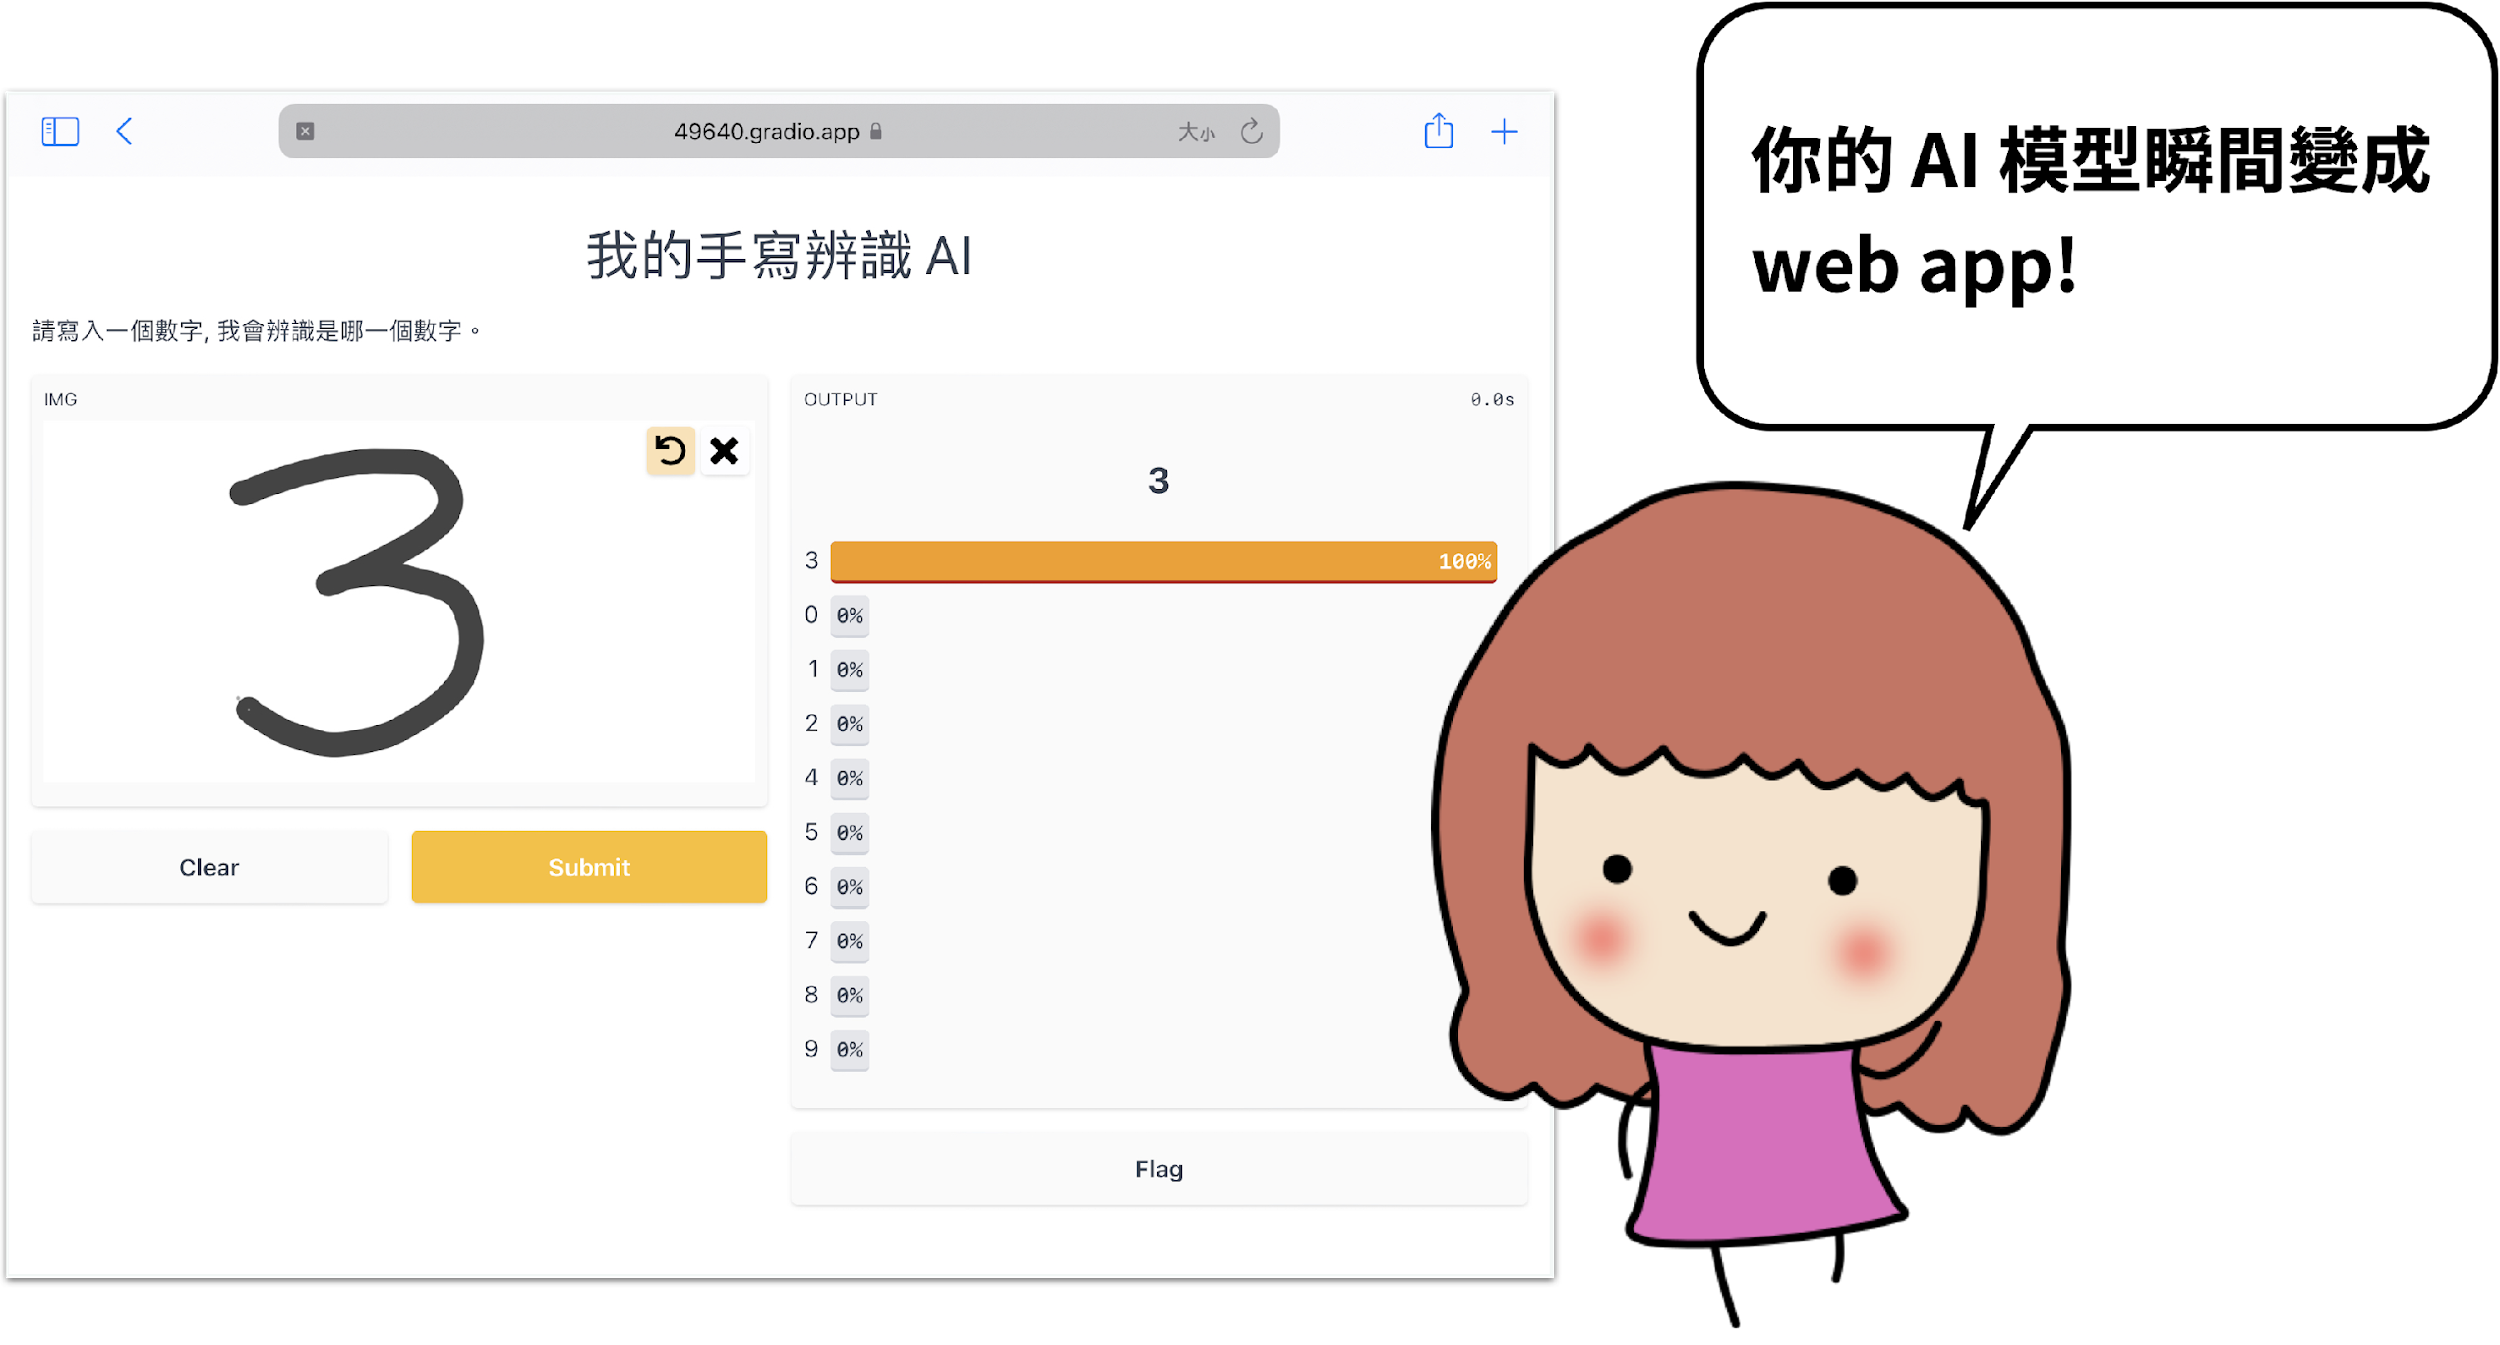 49640.gradio.app
大小
我的手寫辨識 AI
請寫入一個數字, 我會辨識是哪一個數字。
IMG
3
Clear
Submit
OUTPUT
0.0s
3
3 100%
0 0%
1 0%
2 0%
4 0%
5 0%
6 0%
7 0%
8 0%
9 0%
Flag
你的 AI 模型瞬間變成
web app!